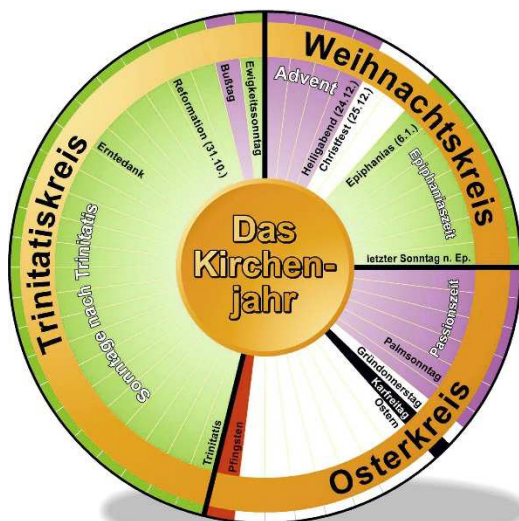 Das
Kirchen-
jahr
Weihnachtskreis
Advent
Heiligabend (24.12.)
Christfest (25.12.)
Epiphanias (6.1.)
Epiphaniaszeit
letzter Sonntag n. Ep.
Osterkreis
Passionszeit
Palmsonntag
Gründonnerstag
Karfreitag
Ostern
Pfingsten
Trinitatiskreis
Trinitatis
Sonntage nach Trinitatis
Erntedank
Reformation (31.10.)
Bußtag
Ewigkeitssonntag